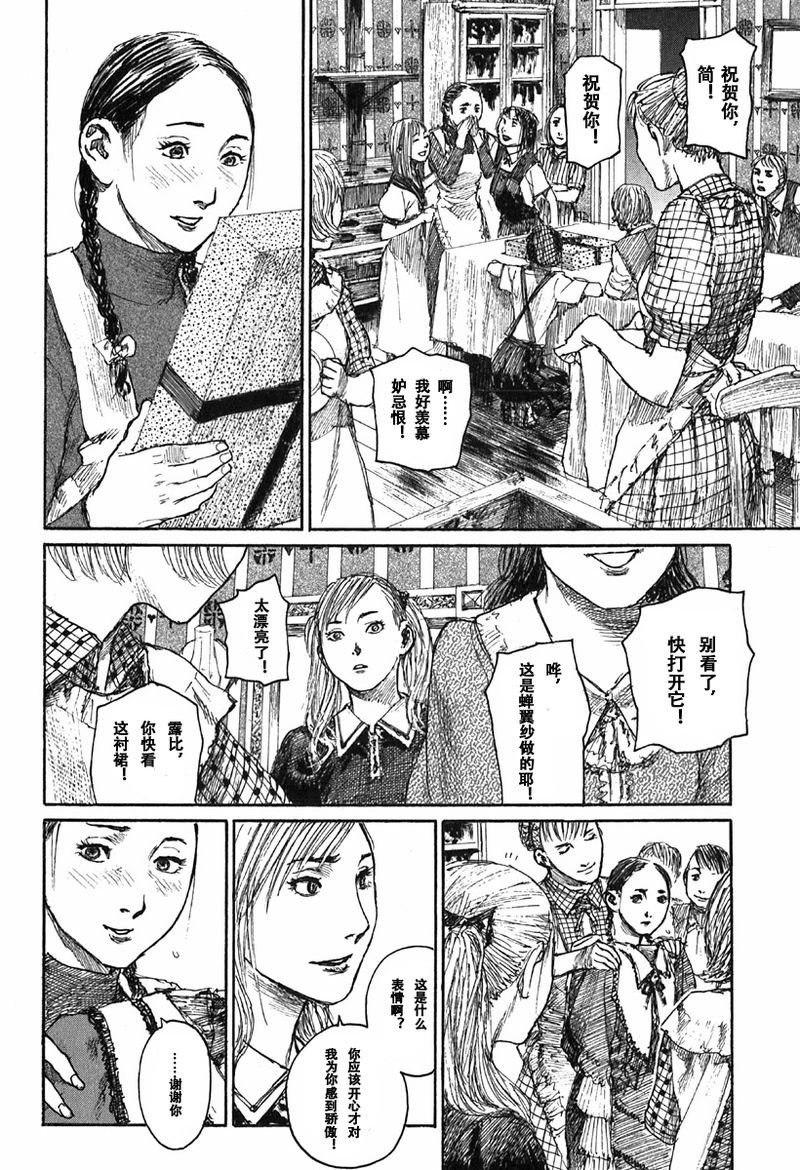 祝贺你，
简！
祝贺你！
啊……
我好羡慕
妒忌恨！
别看了，
快打开它！
哗，
这是蝉翼纱做的耶！
太漂亮了！
露比，
你快看
这衬裙！
这是什么
表情啊？
你应该开心才对
我为你感到骄傲！
……谢谢你